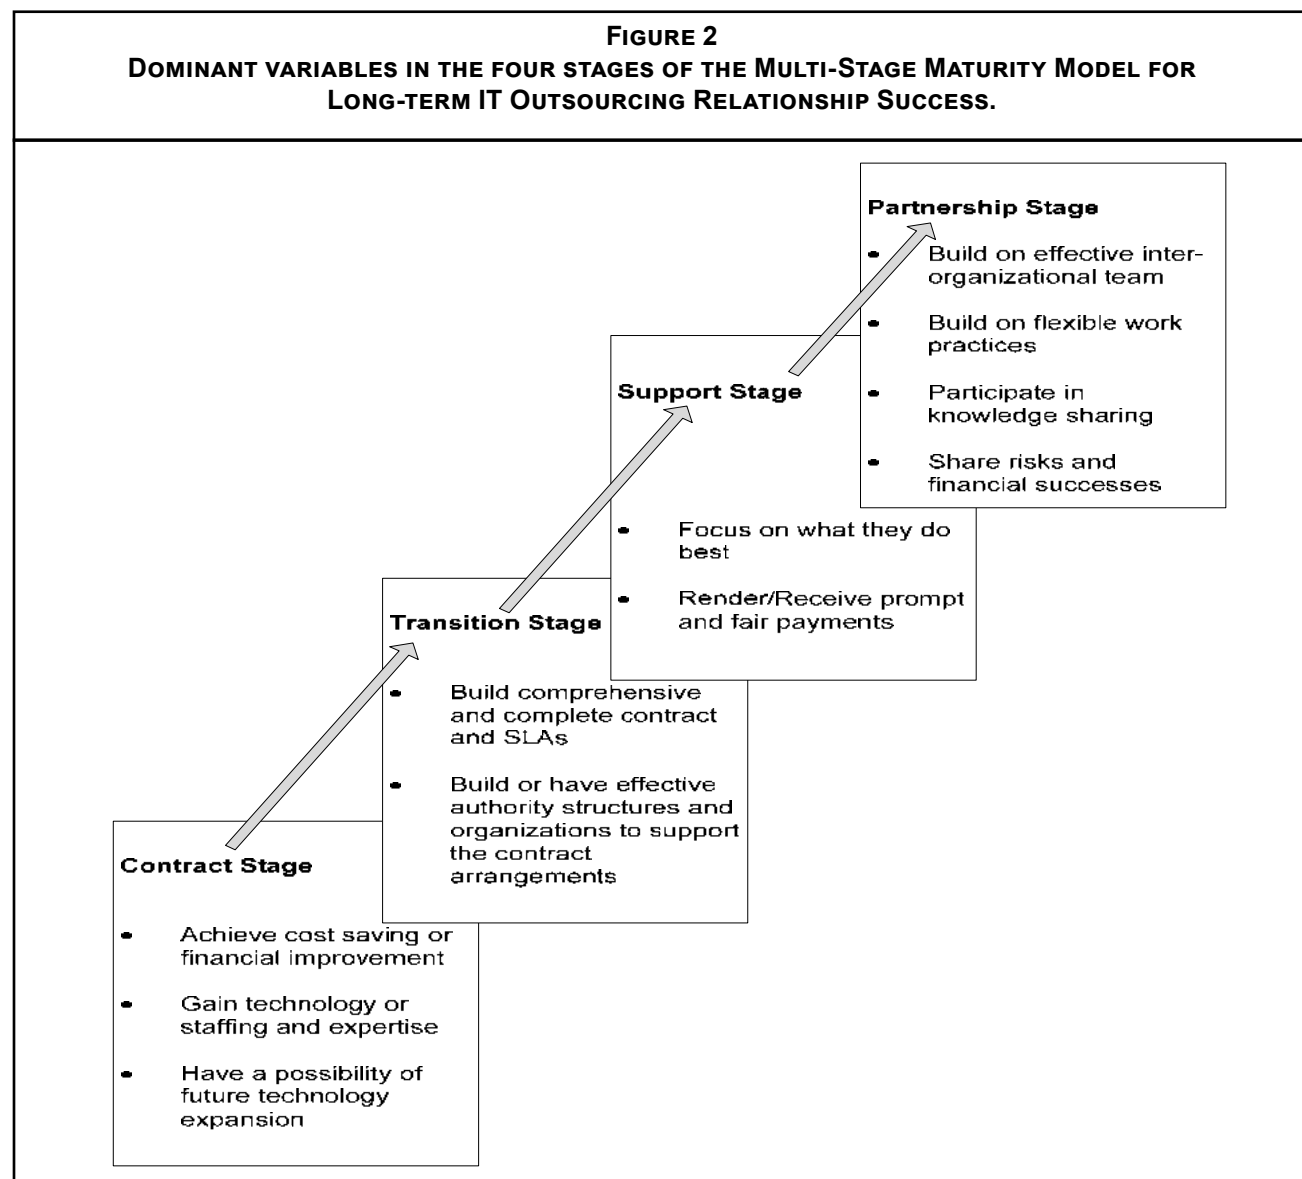 FIGURE 2
DOMINANT VARIABLES IN THE FOUR STAGES OF THE MULTI-STAGE MATURITY MODEL FOR
LONG-TERM IT OUTSOURCING RELATIONSHIP SUCCESS.
Partnership Stage
• Build on effective inter-
organizational team
• Build on flexible work
practices
• Participate in
knowledge sharing
• Share risks and
financial successes
Support Stage
• Focus on what they do
best
• Render/Receive prompt
and fair payments
Transition Stage
• Build comprehensive
and complete contract
and SLAs
• Build or have effective
authority structures and
organizations to support
the contract
arrangements
Contract Stage
• Achieve cost saving or
financial improvement
• Gain technology or
staffing and expertise
• Have a possibility of
future technology
expansion